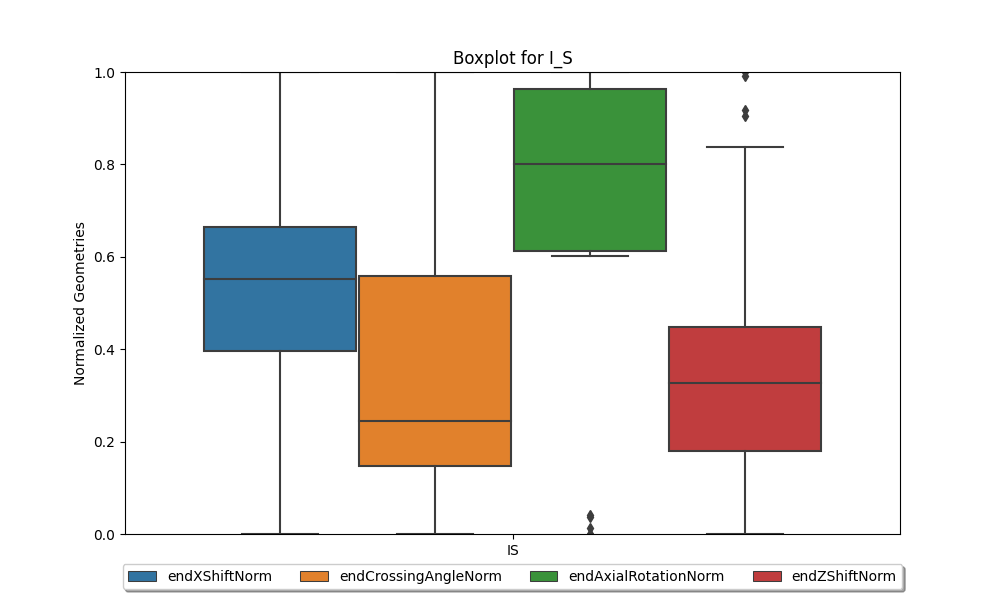 Boxplot for I_S
Normalized Geometries
1.0
0.8
0.6
0.4
0.2
0.0
IS
endXShiftNorm endCrossingAngleNorm endAxialRotationNorm endZShiftNorm